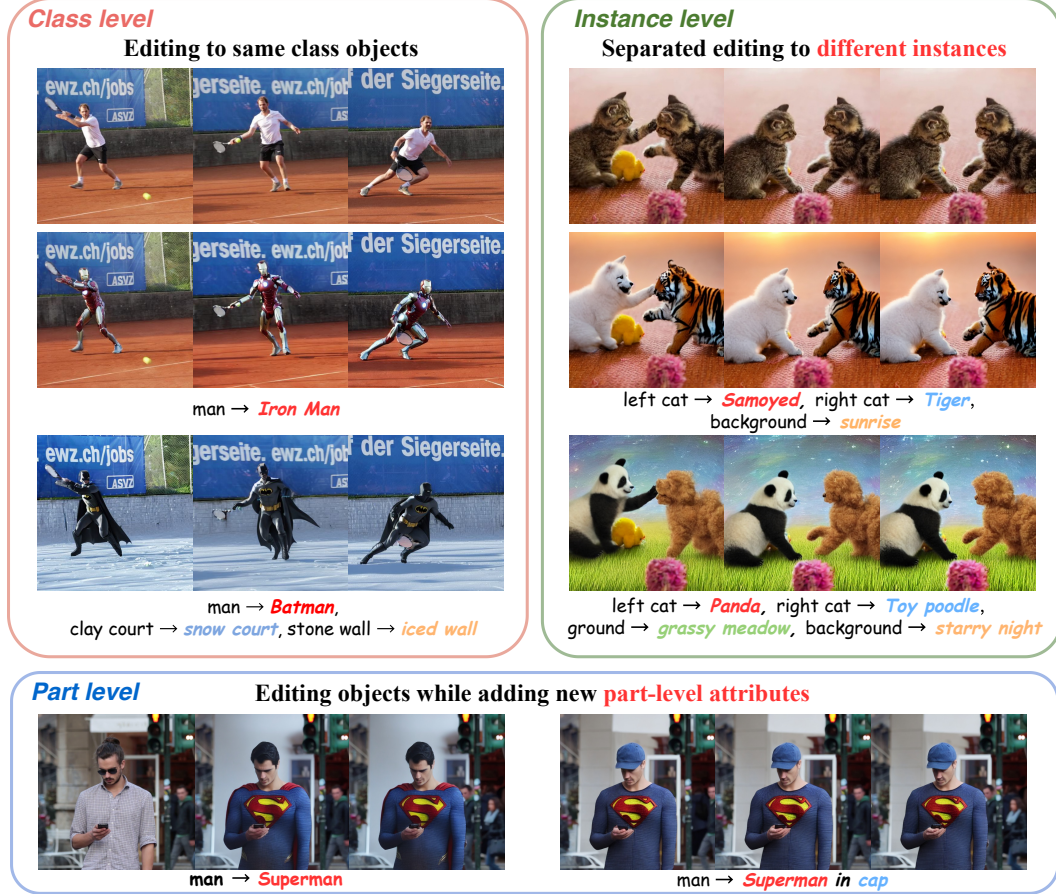 Class level
Editing to same class objects
ewz.ch/jobs
ASVZ
gerseite. ewz.ch/jobs
AS
f der Siegerseite.
ewz.ch/jobs
ASVZ
gerseite. ewz.ch/jobs
AS
f der Siegerseite.
man → Iron Man
ewz.ch/jobs
ASVZ
gerseite. ewz.ch/jobs
AS
f der Siegerseite.
man → Batman,
clay court → snow court, stone wall → iced wall
Instance level
Separated editing to different instances
left cat → Samoyed, right cat → Tiger,
background → sunrise
left cat → Panda, right cat → Toy poodle,
ground → grassy meadow, background → starry night
Part level
Editing objects while adding new part-level attributes
man → Superman
man → Superman in cap